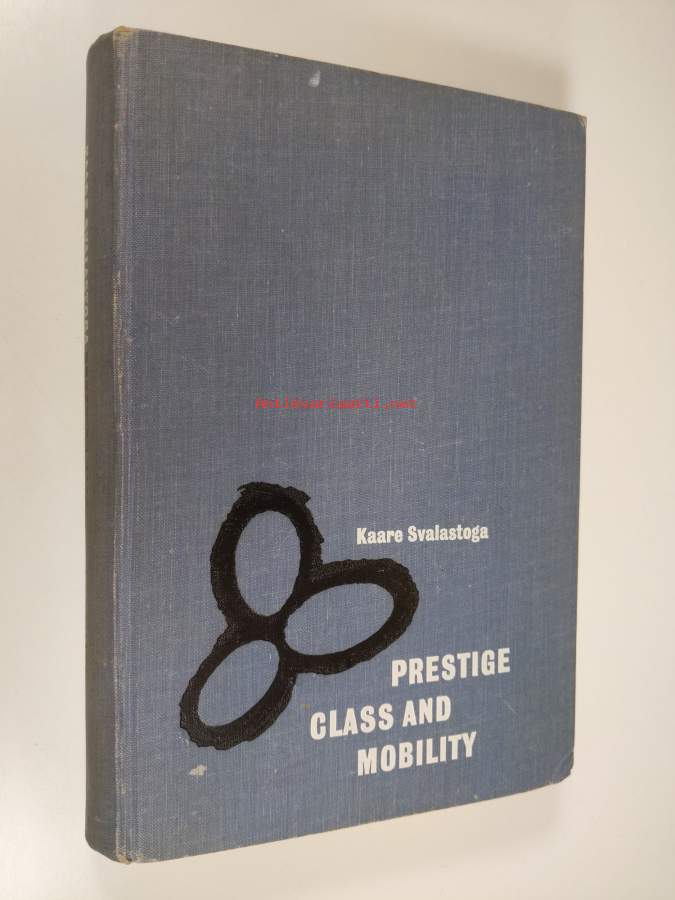 Antikvariaatti.net
Kaare Svalastoga
PRESTIGE
CLASS AND
MOBILITY